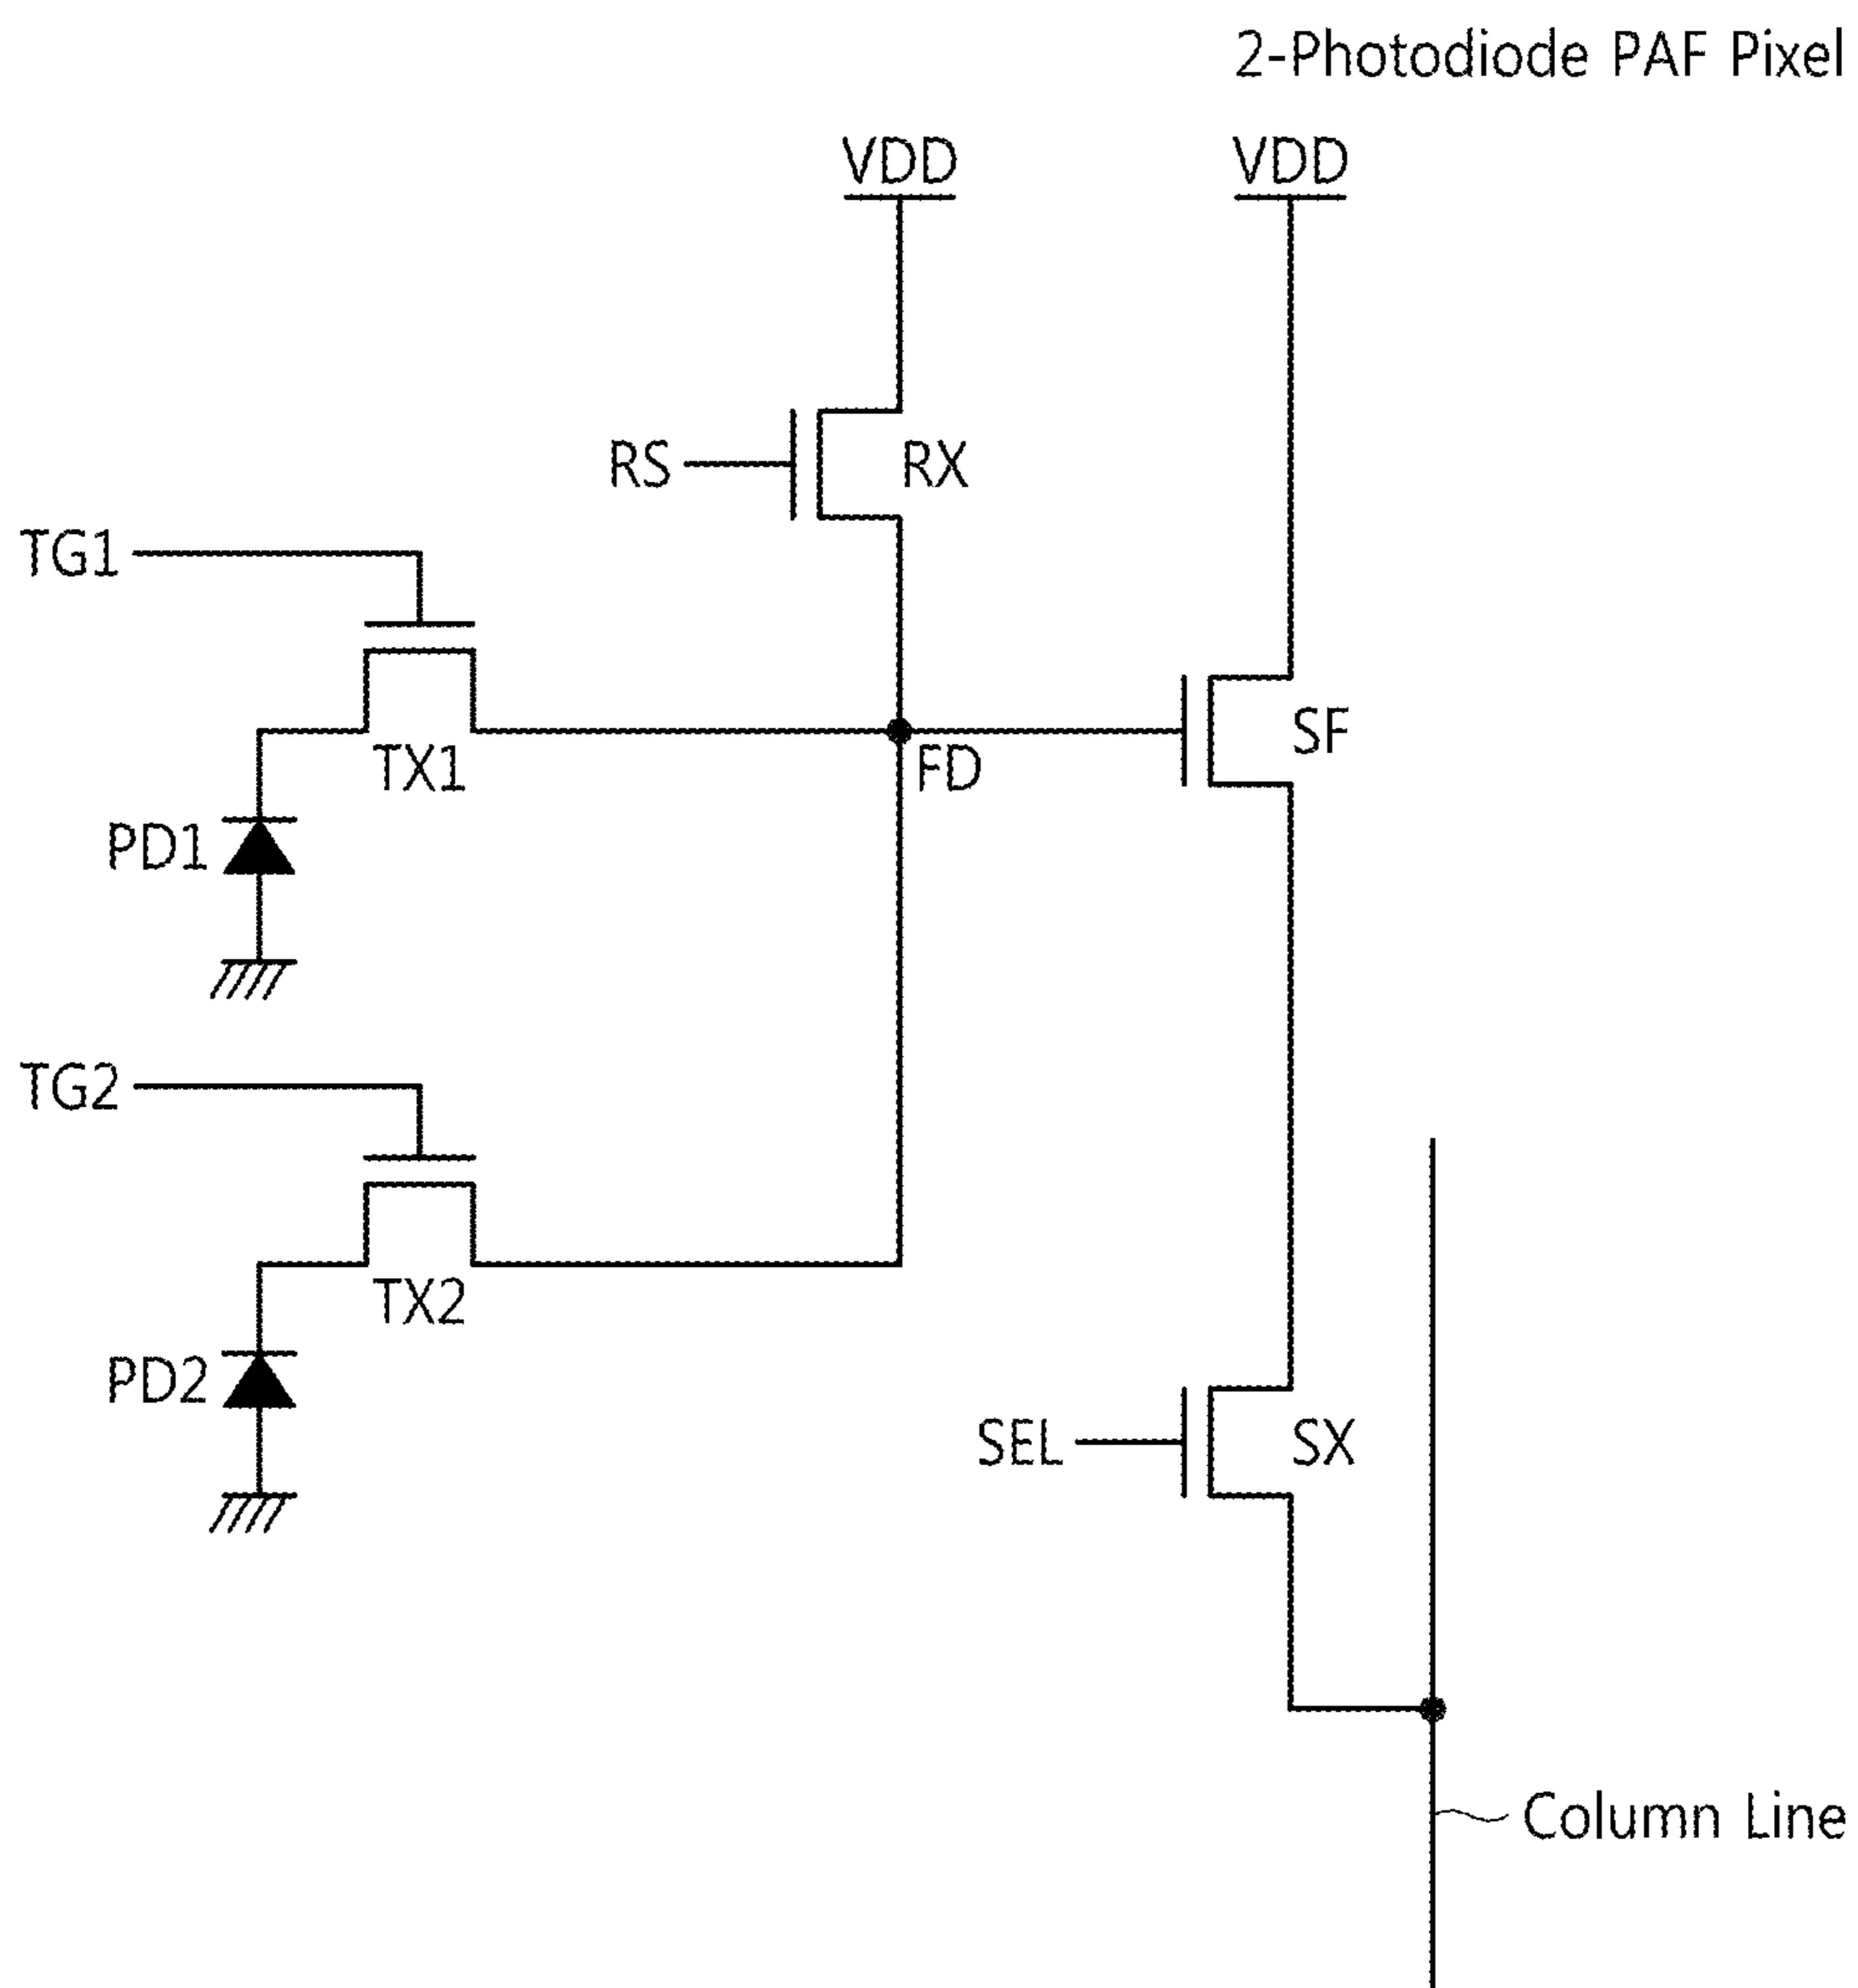 2-Photodiode PAF Pixel
VDD
VDD
RS
RX
TG1
SF
TX1
FD
PD1
TG2
TX2
PD2
SEL
SX
Column Line